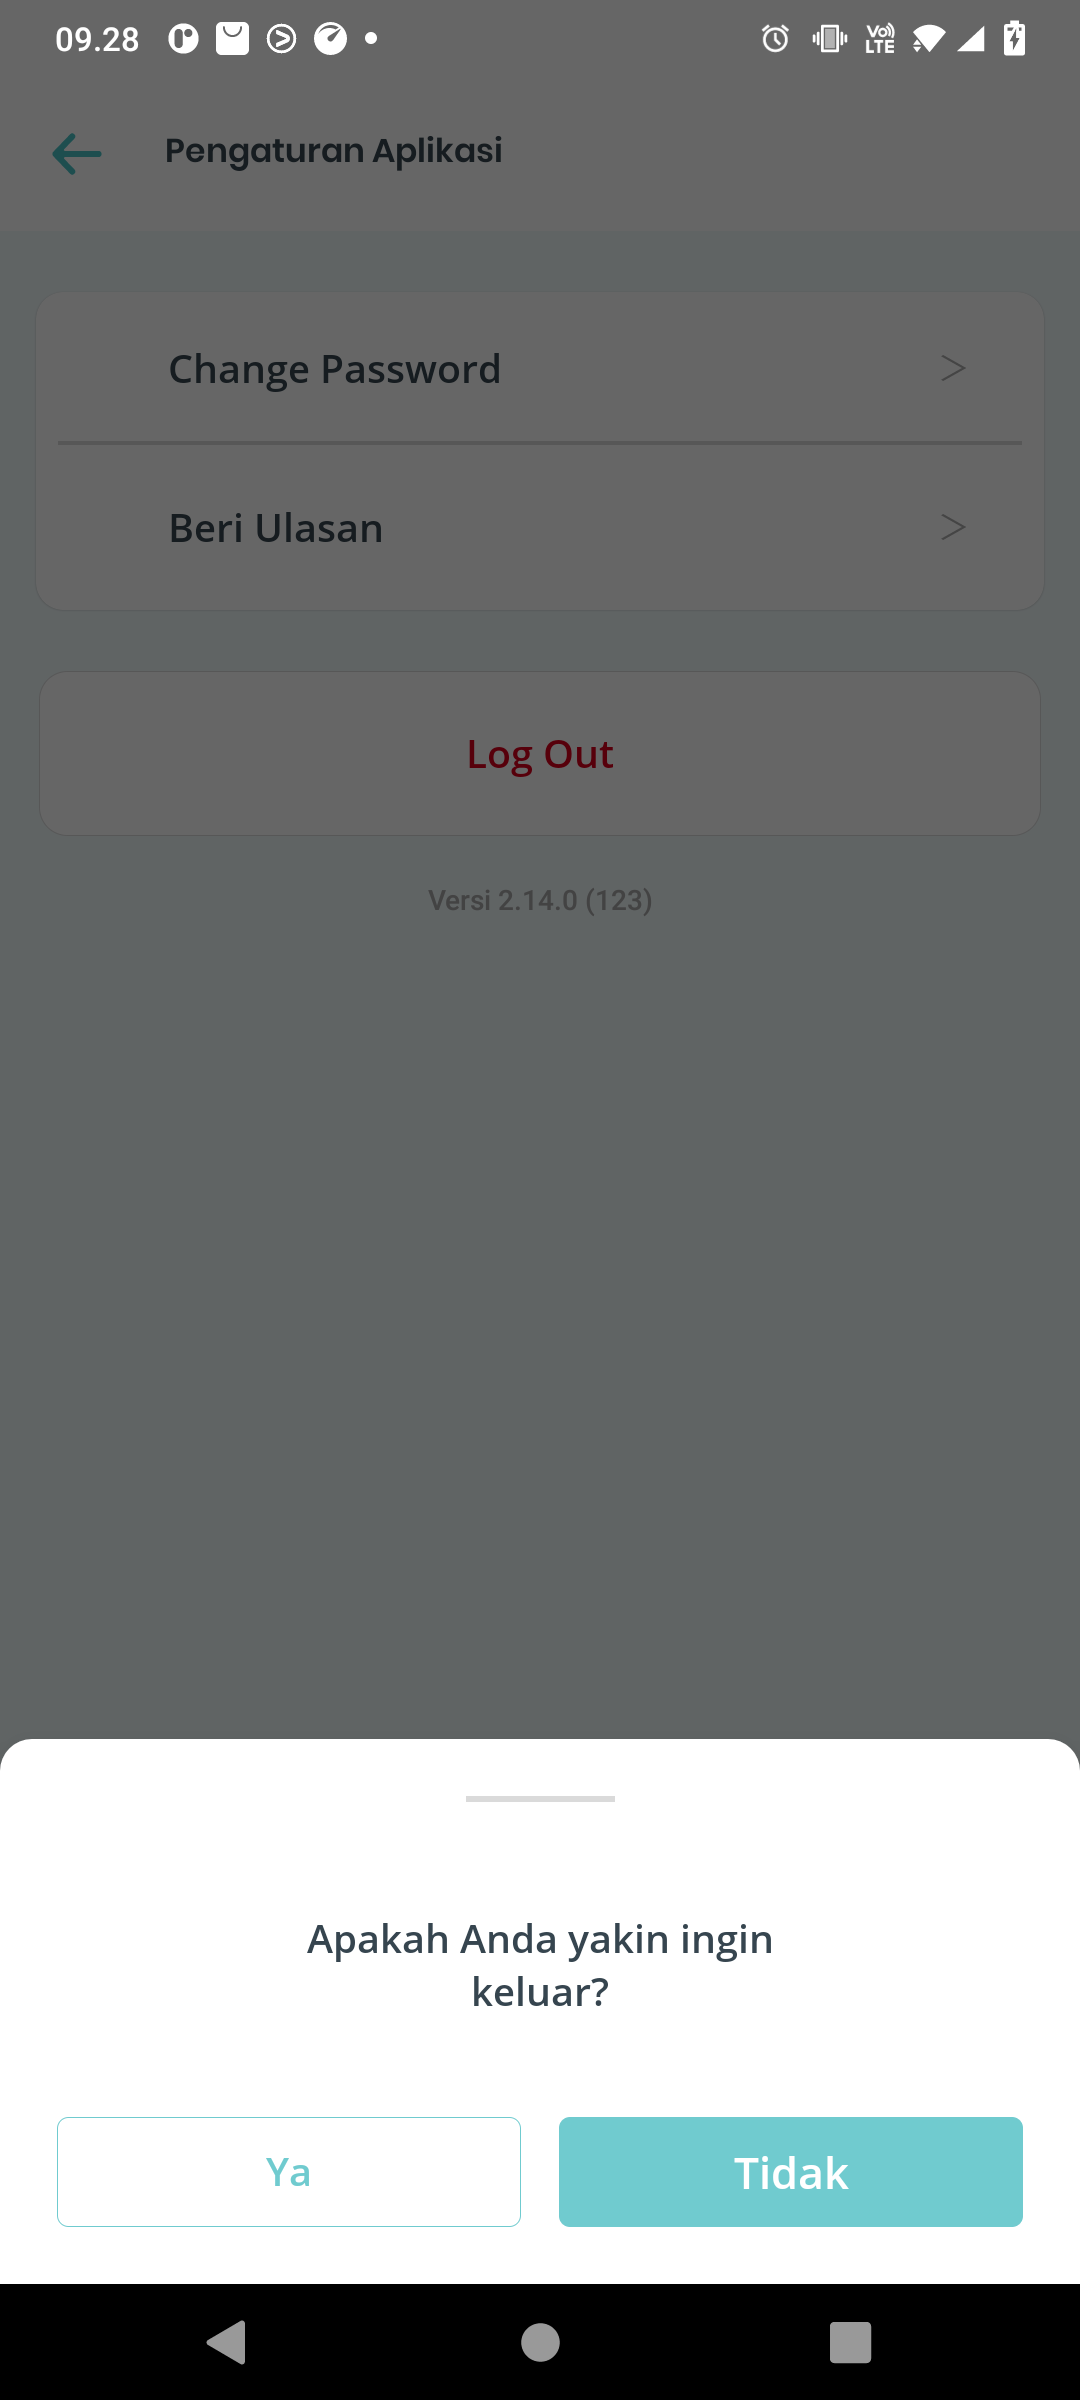 09.28
Vo) LTE
Pengaturan Aplikasi
Change Password
Beri Ulasan
Log Out
Versi 2.14.0 (123)
Apakah Anda yakin ingin
keluar?
Ya
Tidak